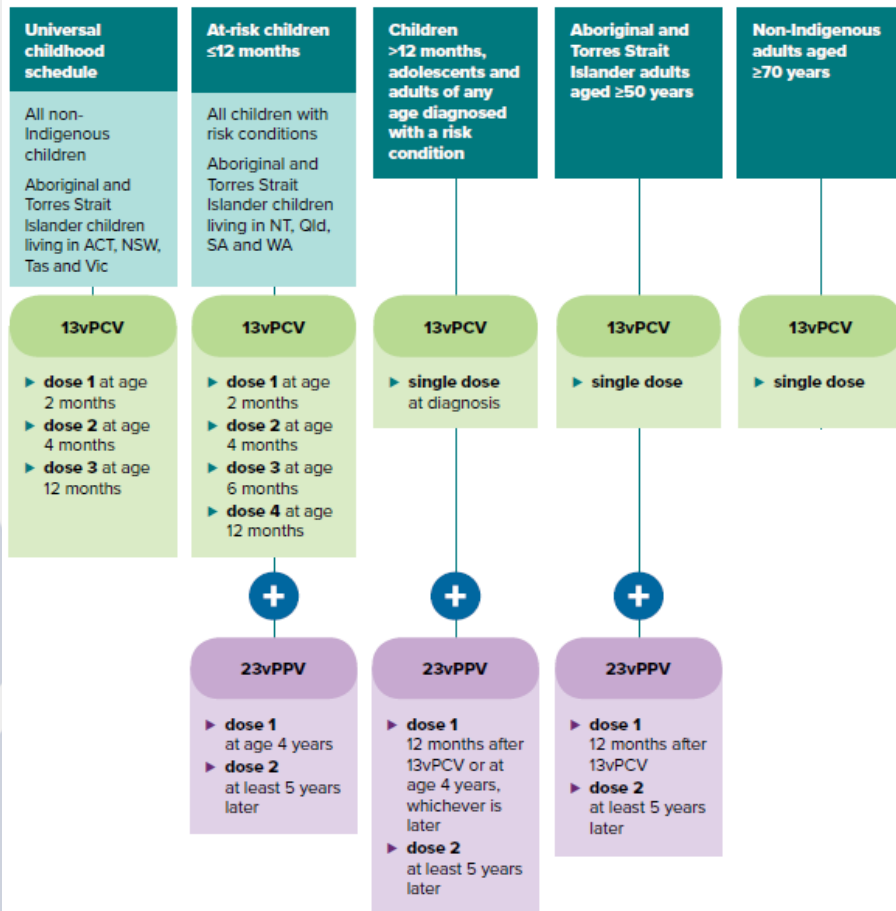 Universal
childhood
schedule
All non-
Indigenous
children
Aboriginal and
Torres Strait
Islander children
living in ACT, NSW,
Tas and Vic
13vPCV
▶ dose 1 at age
2 months
▶ dose 2 at age
4 months
▶ dose 3 at age
12 months
At-risk children
≤12 months
All children with
risk conditions
Aboriginal and
Torres Strait
Islander children
living in NT, Qld,
SA and WA
13vPCV
▶ dose 1 at age
2 months
▶ dose 2 at age
4 months
▶ dose 3 at age
6 months
▶ dose 4 at age
12 months
+
23vPPV
▶ dose 1
at age 4 years
▶ dose 2
at least 5 years
later
Children
>12 months,
adolescents and
adults of any
age diagnosed
with a risk
condition
13vPCV
▶ single dose
at diagnosis
+
23vPPV
▶ dose 1
12 months after
13vPCV or at
age 4 years,
whichever is
later
▶ dose 2
at least 5 years
later
Aboriginal and
Torres Strait
Islander adults
aged ≥50 years
13vPCV
▶ single dose
+
23vPPV
▶ dose 1
12 months after
13vPCV
▶ dose 2
at least 5 years
later
Non-Indigenous
adults aged
≥70 years
13vPCV
▶ single dose